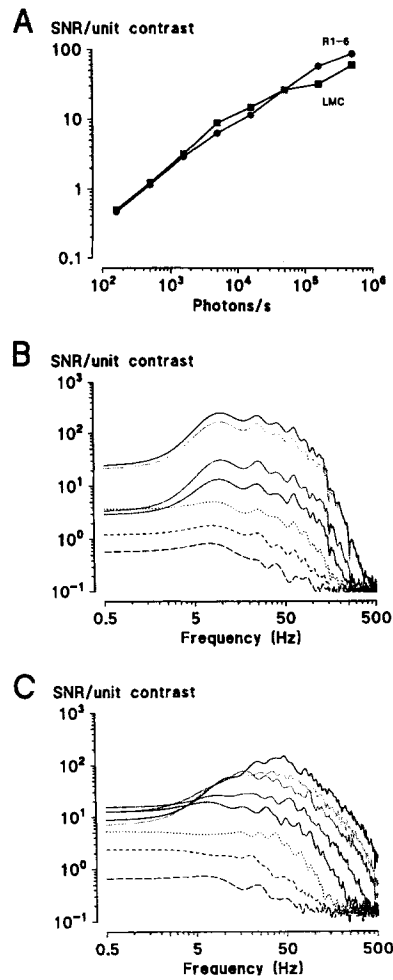 A
SNR/unit contrast
100
10
1
0.1
R1-6
LMC
10² 10³ 10⁴ 10⁵ 10⁶
Photons/s
B
SNR/unit contrast
10³
10²
10¹
10⁰
10⁻¹
0.5 5 50 500
Frequency (Hz)
C
SNR/unit contrast
10³
10²
10¹
10⁰
10⁻¹
0.5 5 50 500
Frequency (Hz)